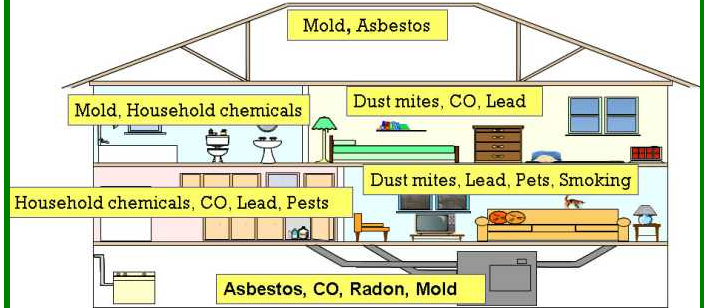 Mold, Asbestos
Mold, Household chemicals
Dust mites, CO, Lead
Dust mites, Lead, Pets, Smoking
Household chemicals, CO, Lead, Pests
Asbestos, CO, Radon, Mold